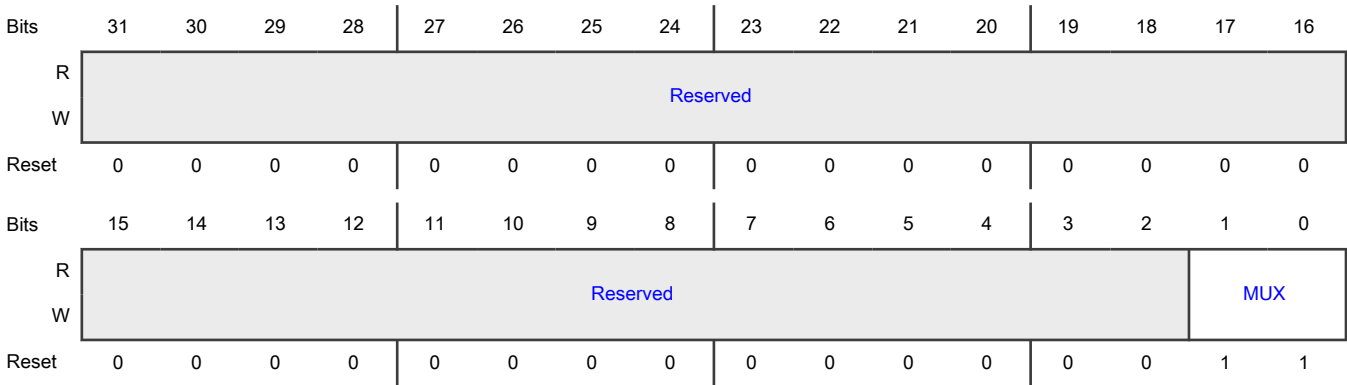 Bits 31 30 29 28 27 26 25 24 23 22 21 20 19 18 17 16
R
Reserved
W
Reset 0 0 0 0 0 0 0 0 0 0 0 0 0 0 0 0
Bits 15 14 13 12 11 10 9 8 7 6 5 4 3 2 1 0
R
Reserved MUX
W
Reset 0 0 0 0 0 0 0 0 0 0 0 0 0 0 1 1